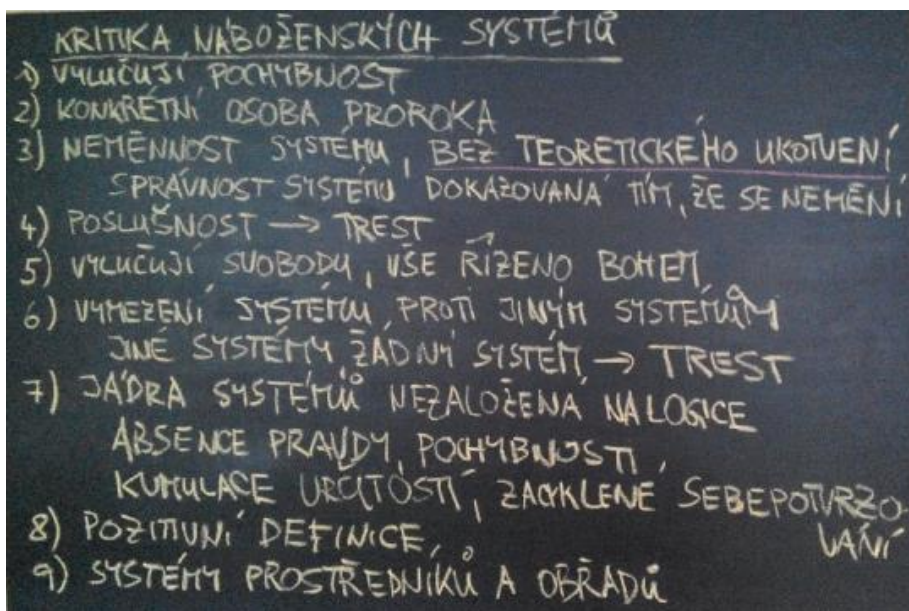 KRITIKA NÁBOŽENSKÝCH SYSTÉMŮ
1) VYLUČUJÍ POCHYBNOST
2) KONKRÉTNÍ OSOBA PROROKA
3) NEMĚNNOST SYSTÉMU, BEZ TEORETICKÉHO UKOTVENÍ
SPRÁVNOST SYSTÉMU DOKAZOVANÁ TÍM, ŽE SE NEMĚNÍ
4) POSLUŠNOST → TREST
5) VYLUČUJÍ SVOBODU, VŠE ŘÍZENO BOHEM
6) VYMEZENÍ SYSTÉMU PROTI JINÝM SYSTÉMŮM
JINÉ SYSTÉMY, ŽÁDNÝ SYSTÉM → TREST
7) JÁDRA SYSTÉMŮ NEZALOŽENÁ NA LOGICE
ABSENCE PRAVDY, POCHYBNOSTI,
KUMULACE URČITOSTÍ, ZACYKLENÉ SEBEPOTVRZO-
VÁNÍ
8) POZITIVNÍ DEFINICE,
9) SYSTÉMY PROSTŘEDNÍKŮ A OBŘADŮ